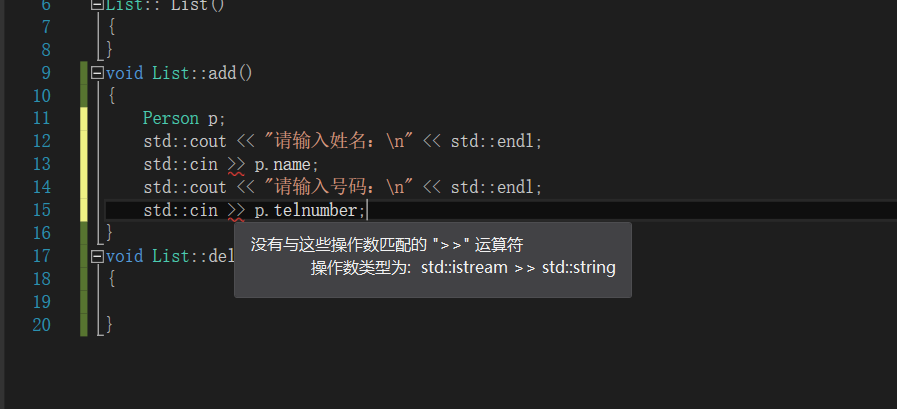 6 List:: List()
7 {
8 }
9 void List::add()
10 {
11 Person p;
12 std::cout << "请输入姓名：\n" << std::endl;
13 std::cin >> p.name;
14 std::cout << "请输入号码：\n" << std::endl;
15 std::cin >> p.telnumber;
16 }
没有与这些操作数匹配的 ">>" 运算符
17 void List::del
操作数类型为: std::istream >> std::string
18 {
19
20 }